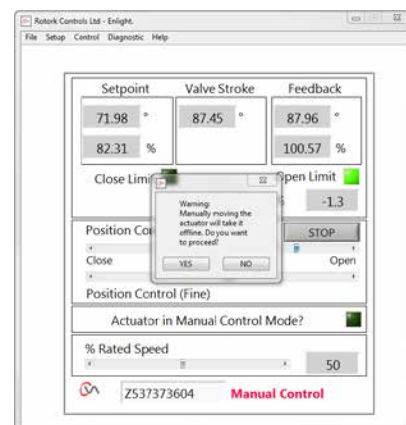 Rotork Controls Ltd - Enlight.
File Setup Control Diagnostic Help
Setpoint Valve Stroke Feedback
71.98 ° 87.45 ° 87.96 °
82.31 % 100.57 %
Close Limit Open Limit
-1.3
Warning:
Manually moving the
actuator will take it
offline. Do you want
to proceed?
YES NO
Position STOP
Close Open
Position Control (Fine)
Actuator in Manual Control Mode?
% Rated Speed
50
Z537373604 Manual Control